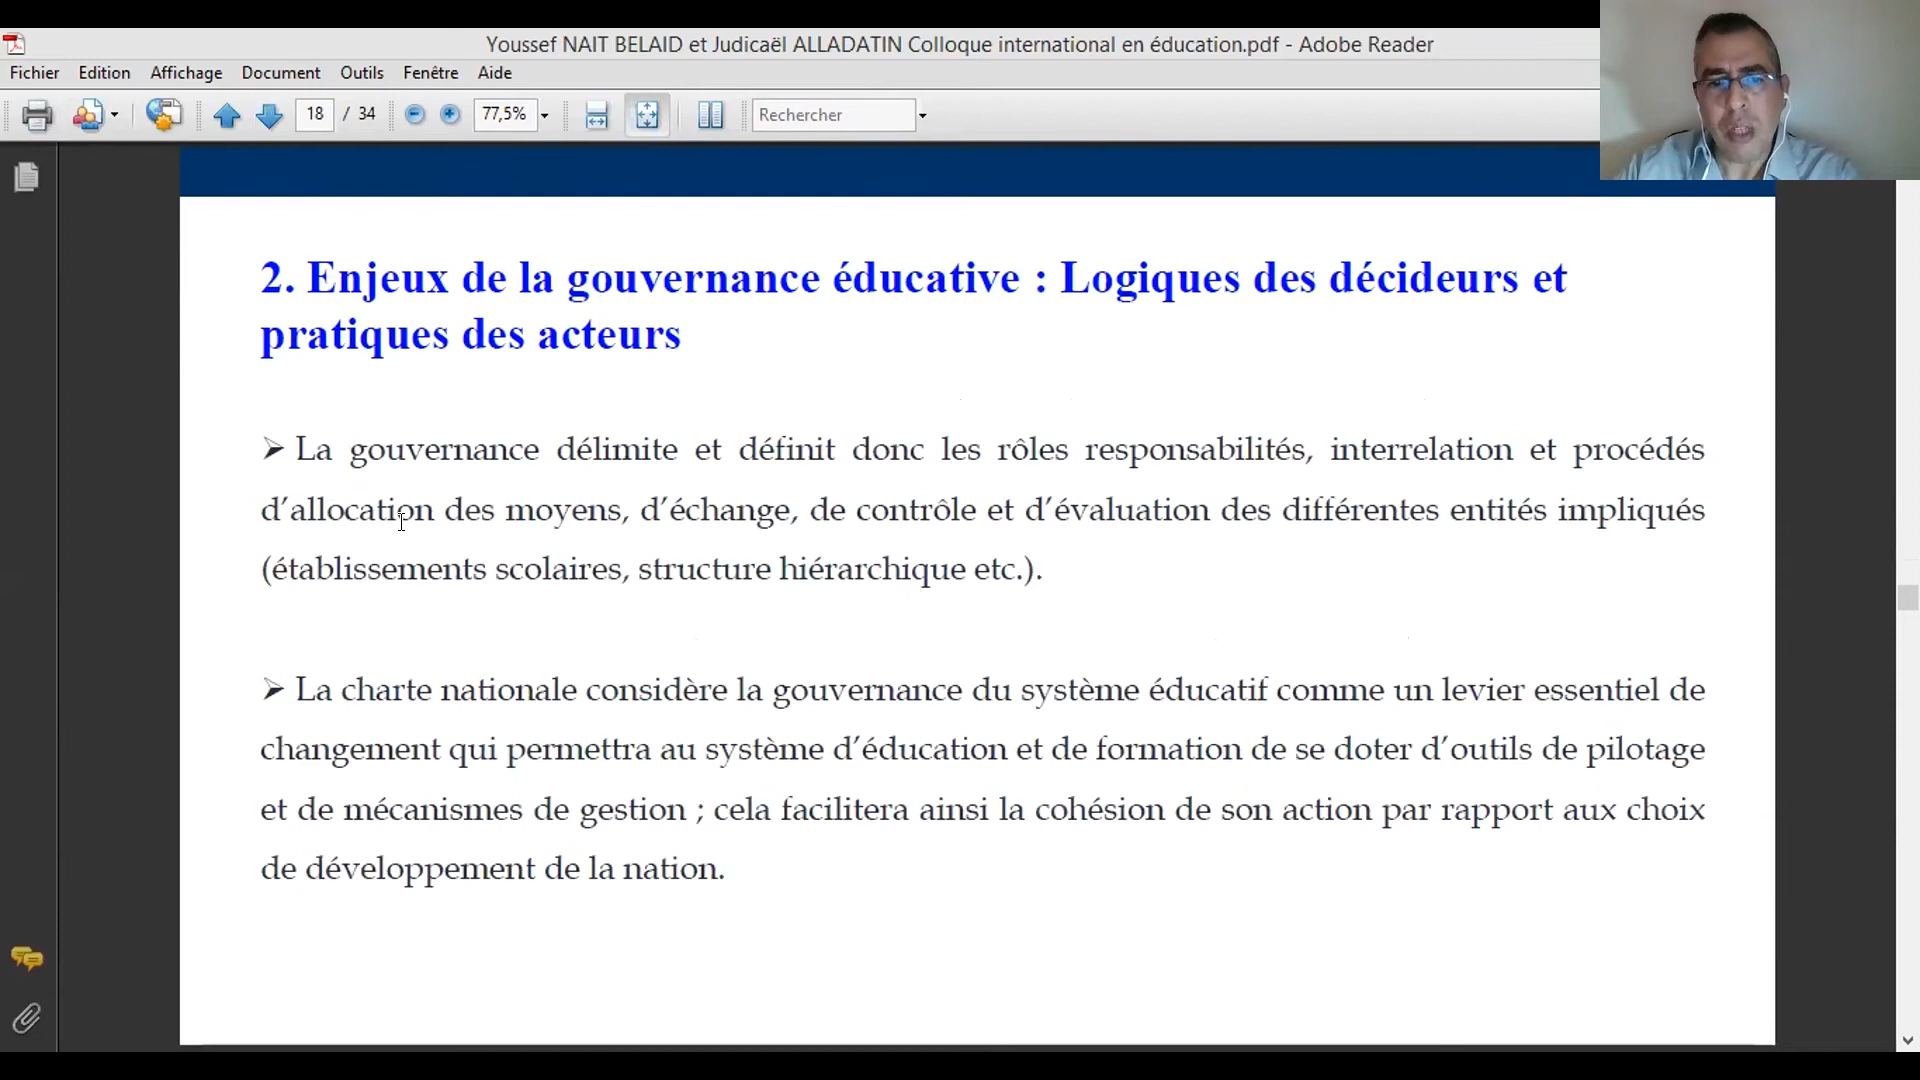 Youssef NAIT BELAID et Judicaël ALLADATIN Colloque international en éducation.pdf - Adobe Reader
Fichier Edition Affichage Document Outils Fenêtre Aide
18 / 34 77,5% Rechercher
2. Enjeux de la gouvernance éducative : Logiques des décideurs et
pratiques des acteurs
➢ La gouvernance délimite et définit donc les rôles responsabilités, interrelation et procédés
d’allocation des moyens, d’échange, de contrôle et d’évaluation des différentes entités impliqués
(établissements scolaires, structure hiérarchique etc.).
➢ La charte nationale considère la gouvernance du système éducatif comme un levier essentiel de
changement qui permettra au système d’éducation et de formation de se doter d’outils de pilotage
et de mécanismes de gestion ; cela facilitera ainsi la cohésion de son action par rapport aux choix
de développement de la nation.